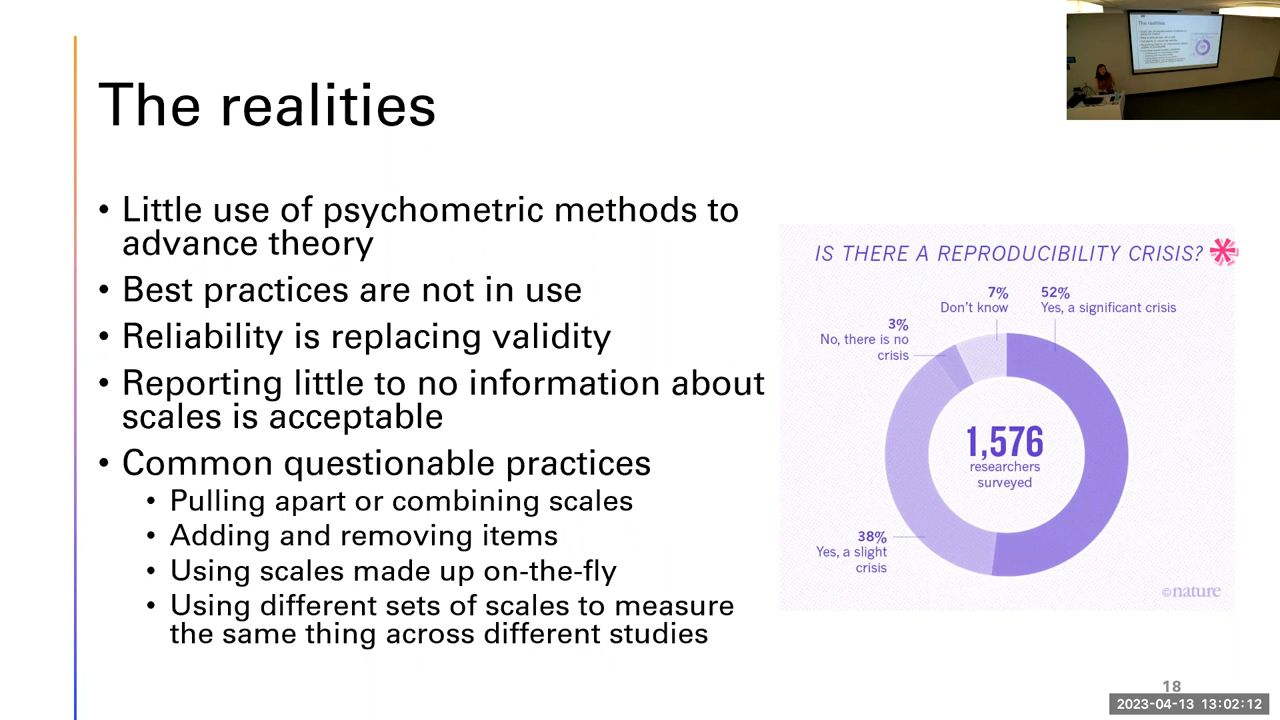 The realities
• Little use of psychometric methods to
advance theory
• Best practices are not in use
• Reliability is replacing validity
• Reporting little to no information about
scales is acceptable
• Common questionable practices
• Pulling apart or combining scales
• Adding and removing items
• Using scales made up on-the-fly
• Using different sets of scales to measure
the same thing across different studies
IS THERE A REPRODUCIBILITY CRISIS?
7%
Don't know
52%
Yes, a significant crisis
3%
No, there is no
crisis
1,576
researchers
surveyed
38%
Yes, a slight
crisis
©nature
18
2023-04-13 13:02:12
The realities